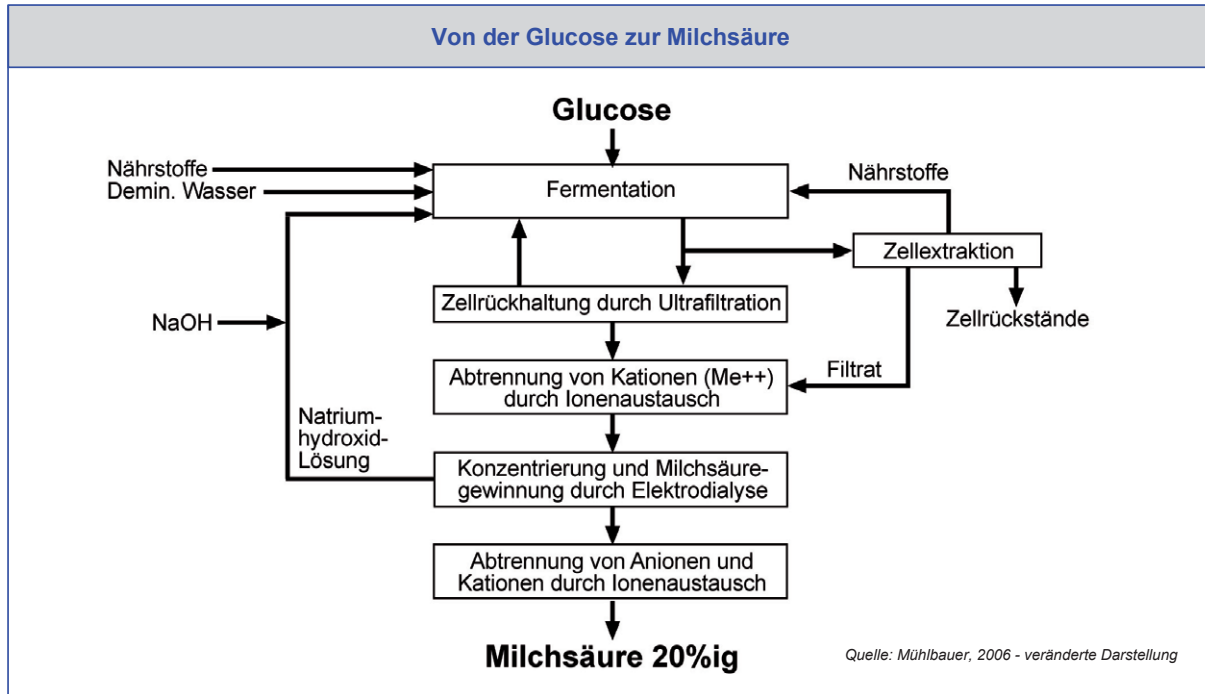 Von der Glucose zur Milchsäure
Glucose
Nährstoffe
Demin. Wasser
Fermentation
Nährstoffe
Zellextraktion
Zellrückhaltung durch Ultrafiltration
Zellrückstände
NaOH
Abtrennung von Kationen (Me++)
durch Ionenaustausch
Filtrat
Natrium-
hydroxid-
Lösung
Konzentrierung und Milchsäure-
gewinnung durch Elektrodialyse
Abtrennung von Anionen und
Kationen durch Ionenaustausch
Milchsäure 20%ig
Quelle: Mühlbauer, 2006 - veränderte Darstellung